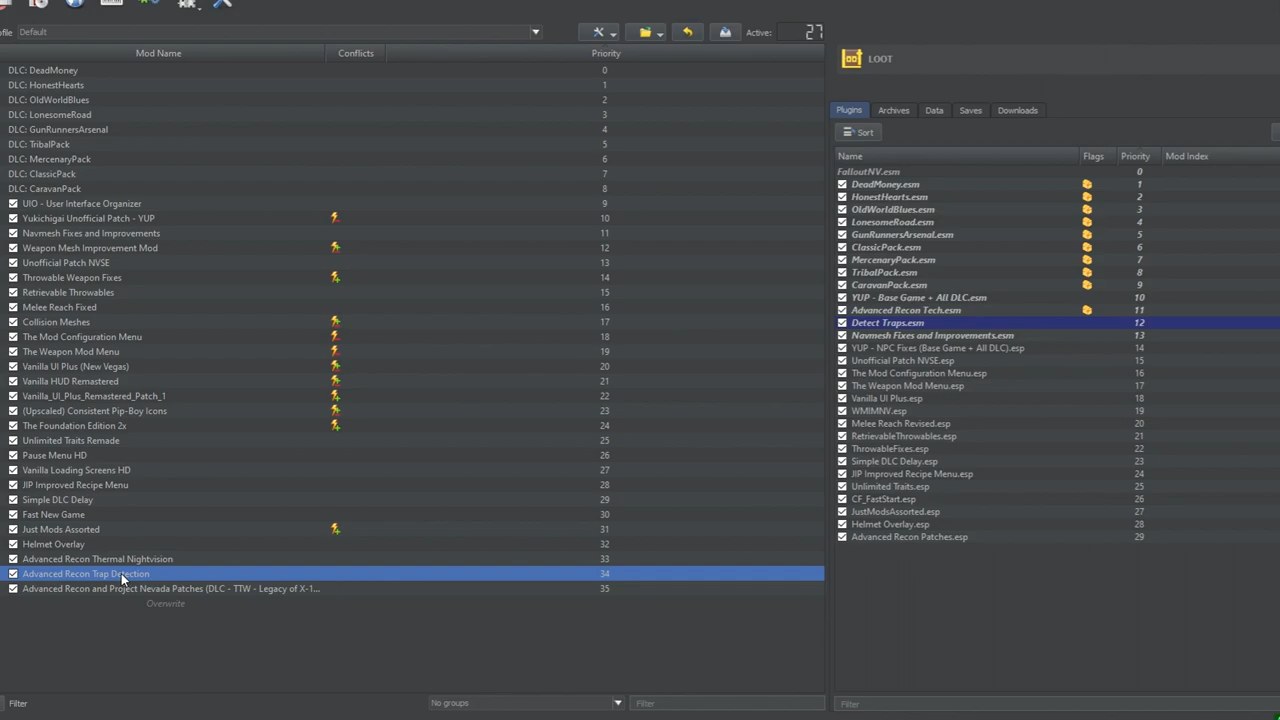 ofile Default Active: 27
LOOT
Mod Name Conflicts Priority
DLC: DeadMoney 0
DLC: HonestHearts 1
DLC: OldWorldBlues 2
DLC: LonesomeRoad 3
DLC: GunRunnersArsenal 4
DLC: TribalPack 5
DLC: MercenaryPack 6
DLC: ClassicPack 7
DLC: CaravanPack 8
UIO - User Interface Organizer 9
Yukichigai Unofficial Patch - YUP 10
Navmesh Fixes and Improvements 11
Weapon Mesh Improvement Mod 12
Unofficial Patch NVSE 13
Throwable Weapon Fixes 14
Retrievable Throwables 15
Melee Reach Fixed 16
Collision Meshes 17
The Mod Configuration Menu 18
The Weapon Mod Menu 19
Vanilla UI Plus (New Vegas) 20
Vanilla HUD Remastered 21
Vanilla_UI_Plus_Remastered_Patch_1 22
(Upscaled) Consistent Pip-Boy Icons 23
The Foundation Edition 2x 24
Unlimited Traits Remade 25
Pause Menu HD 26
Vanilla Loading Screens HD 27
JIP Improved Recipe Menu 28
Simple DLC Delay 29
Fast New Game 30
Just Mods Assorted 31
Helmet Overlay 32
Advanced Recon Thermal Nightvision 33
Advanced Recon Trap Detection 34
Advanced Recon and Project Nevada Patches (DLC - TTW - Legacy of X-1... 35
Overwrite
Filter No groups Filter
Plugins Archives Data Saves Downloads
Sort
Name Flags Priority Mod Index
FalloutNV.esm 0
DeadMoney.esm 1
HonestHearts.esm 2
OldWorldBlues.esm 3
LonesomeRoad.esm 4
GunRunnersArsenal.esm 5
ClassicPack.esm 6
MercenaryPack.esm 7
TribalPack.esm 8
CaravanPack.esm 9
YUP - Base Game + All DLC.esm 10
Advanced Recon Tech.esm 11
Detect Traps.esm 12
Navmesh Fixes and Improvements.esm 13
YUP - NPC Fixes (Base Game + All DLC).esp 14
Unofficial Patch NVSE.esp 15
The Mod Configuration Menu.esp 16
The Weapon Mod Menu.esp 17
Vanilla UI Plus.esp 18
WMIMNV.esp 19
Melee Reach Revised.esp 20
RetrievableThrowables.esp 21
ThrowableFixes.esp 22
Simple DLC Delay.esp 23
JIP Improved Recipe Menu.esp 24
Unlimited Traits.esp 25
CF_FastStart.esp 26
JustModsAssorted.esp 27
Helmet Overlay.esp 28
Advanced Recon Patches.esp 29
Filter